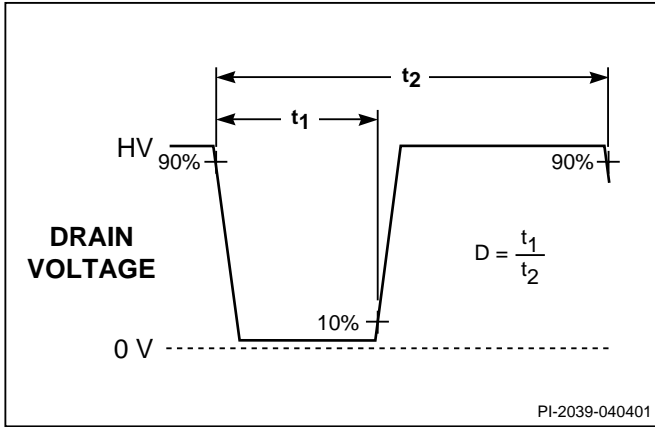 t2
t1
HV
90%
90%
DRAIN
VOLTAGE
D = t1/t2
10%
0 V
PI-2039-040401